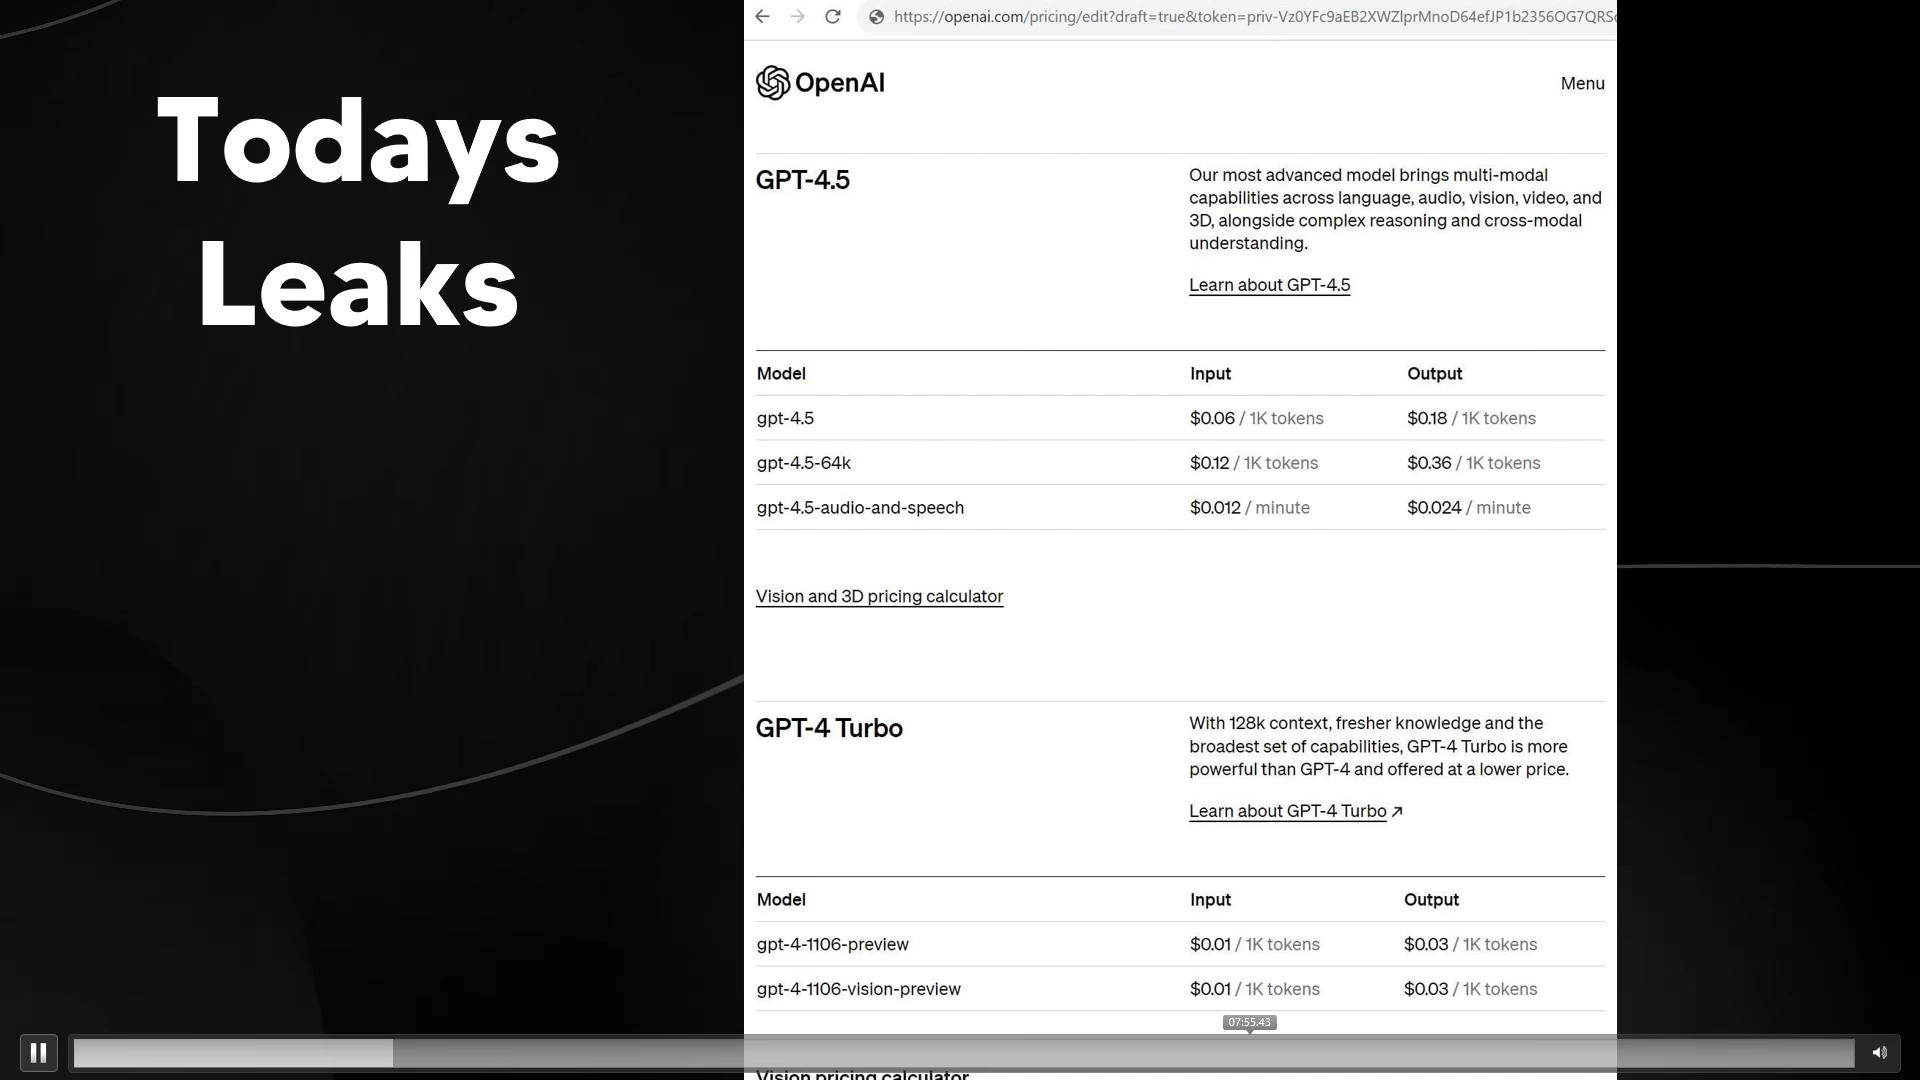 Todays
Leaks
https://openai.com/pricing/edit?draft=true&token=priv-Vz0YFc9aEB2XWZlprMnoD64efJP1b2356OG7QRS
OpenAI
Menu
GPT-4.5
Our most advanced model brings multi-modal
capabilities across language, audio, vision, video, and
3D, alongside complex reasoning and cross-modal
understanding.
Learn about GPT-4.5
Model Input Output
gpt-4.5 $0.06 / 1K tokens $0.18 / 1K tokens
gpt-4.5-64k $0.12 / 1K tokens $0.36 / 1K tokens
gpt-4.5-audio-and-speech $0.012 / minute $0.024 / minute
Vision and 3D pricing calculator
GPT-4 Turbo
With 128k context, fresher knowledge and the
broadest set of capabilities, GPT-4 Turbo is more
powerful than GPT-4 and offered at a lower price.
Learn about GPT-4 Turbo ↗
Model Input Output
gpt-4-1106-preview $0.01 / 1K tokens $0.03 / 1K tokens
gpt-4-1106-vision-preview $0.01 / 1K tokens $0.03 / 1K tokens
07:55.43
Vision pricing calculator